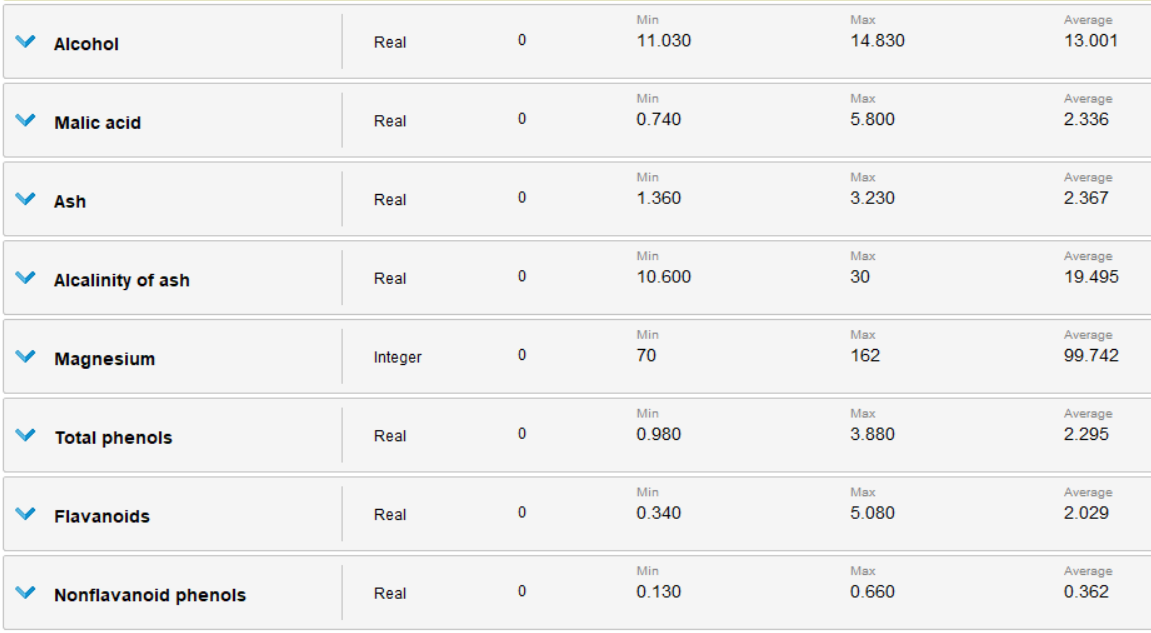 Min Max Average
Alcohol Real 0 11.030 14.830 13.001
Min Max Average
Malic acid Real 0 0.740 5.800 2.336
Min Max Average
Ash Real 0 1.360 3.230 2.367
Min Max Average
Alcalinity of ash Real 0 10.600 30 19.495
Min Max Average
Magnesium Integer 0 70 162 99.742
Min Max Average
Total phenols Real 0 0.980 3.880 2.295
Min Max Average
Flavanoids Real 0 0.340 5.080 2.029
Min Max Average
Nonflavanoid phenols Real 0 0.130 0.660 0.362